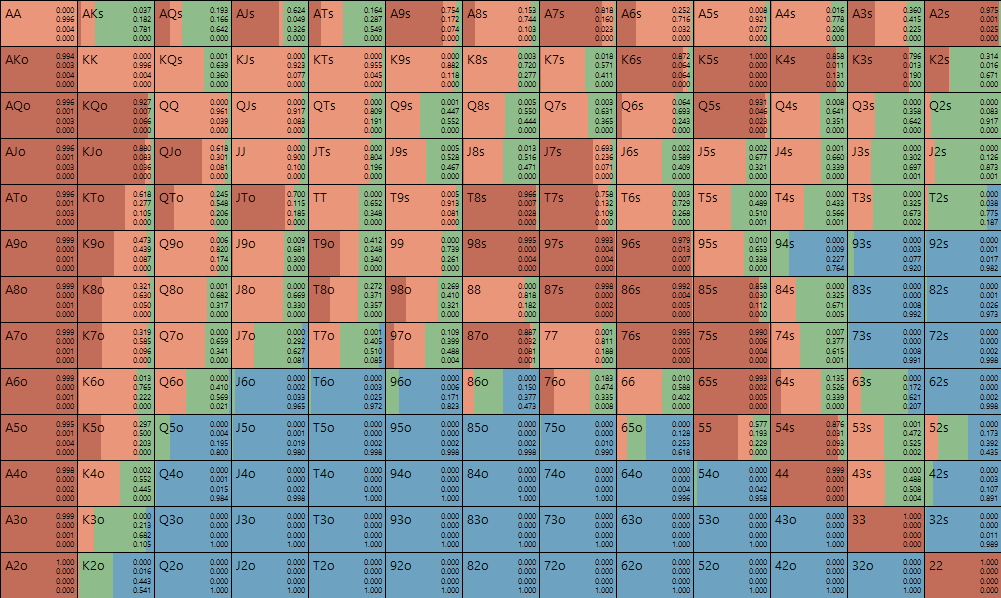 AA 0.000 0.996 0.004 0.000
AKs 0.037 0.182 0.781 0.000
AQs 0.193 0.166 0.642 0.000
AJs 0.624 0.049 0.326 0.000
ATs 0.164 0.287 0.549 0.000
A9s 0.754 0.172 0.074 0.000
A8s 0.153 0.744 0.103 0.000
A7s 0.818 0.160 0.023 0.000
A6s 0.252 0.716 0.032 0.000
A5s 0.008 0.921 0.072 0.000
A4s 0.016 0.778 0.206 0.000
A3s 0.360 0.415 0.225 0.000
A2s 0.975 0.001 0.025 0.000
AKo 0.994 0.003 0.004 0.000
KK 0.000 0.996 0.004 0.000
KQs 0.001 0.639 0.360 0.000
KJs 0.000 0.923 0.077 0.000
KTs 0.000 0.955 0.045 0.000
K9s 0.000 0.882 0.118 0.000
K8s 0.003 0.720 0.277 0.000
K7s 0.018 0.571 0.411 0.000
K6s 0.872 0.064 0.064 0.000
K5s 1.000 0.000 0.000 0.000
K4s 0.858 0.011 0.131 0.000
K3s 0.796 0.013 0.190 0.000
K2s 0.314 0.016 0.671 0.000
AQo 0.996 0.001 0.003 0.000
KQo 0.927 0.007 0.066 0.000
QQ 0.000 0.961 0.039 0.000
QJs 0.000 0.917 0.083 0.000
QTs 0.000 0.809 0.191 0.000
Q9s 0.001 0.447 0.552 0.000
Q8s 0.005 0.550 0.444 0.000
Q7s 0.003 0.631 0.365 0.000
Q6s 0.064 0.693 0.243 0.000
Q5s 0.931 0.046 0.023 0.000
Q4s 0.008 0.641 0.351 0.000
Q3s 0.000 0.358 0.642 0.000
Q2s 0.000 0.083 0.917 0.000
AJo 0.996 0.001 0.003 0.000
KJo 0.880 0.083 0.036 0.000
QJo 0.618 0.301 0.081 0.000
JJ 0.000 0.900 0.100 0.000
JTs 0.000 0.804 0.196 0.000
J9s 0.005 0.528 0.467 0.000
J8s 0.013 0.516 0.471 0.000
J7s 0.693 0.236 0.071 0.000
J6s 0.002 0.589 0.409 0.000
J5s 0.002 0.677 0.321 0.000
J4s 0.001 0.660 0.339 0.000
J3s 0.000 0.302 0.697 0.001
J2s 0.000 0.126 0.873 0.001
ATo 0.996 0.001 0.003 0.000
KTo 0.618 0.277 0.105 0.000
QTo 0.245 0.548 0.206 0.000
JTo 0.700 0.115 0.185 0.000
TT 0.000 0.652 0.348 0.000
T9s 0.005 0.913 0.081 0.000
T8s 0.966 0.007 0.028 0.000
T7s 0.758 0.132 0.109 0.000
T6s 0.003 0.729 0.268 0.000
T5s 0.000 0.489 0.510 0.001
T4s 0.000 0.433 0.566 0.001
T3s 0.000 0.325 0.673 0.002
T2s 0.000 0.038 0.775 0.187
A9o 0.999 0.000 0.001 0.000
K9o 0.473 0.439 0.087 0.000
Q9o 0.006 0.820 0.174 0.000
J9o 0.009 0.681 0.309 0.000
T9o 0.412 0.248 0.340 0.000
99 0.000 0.739 0.261 0.000
98s 0.995 0.000 0.004 0.000
97s 0.993 0.004 0.004 0.000
96s 0.979 0.013 0.007 0.000
95s 0.010 0.653 0.338 0.000
94s 0.000 0.009 0.227 0.764
93s 0.000 0.003 0.077 0.920
92s 0.000 0.001 0.017 0.982
A8o 0.999 0.000 0.001 0.000
K8o 0.321 0.630 0.050 0.000
Q8o 0.001 0.682 0.317 0.000
J8o 0.000 0.669 0.330 0.000
T8o 0.272 0.371 0.357 0.000
98o 0.269 0.410 0.321 0.000
88 0.000 0.818 0.182 0.000
87s 0.998 0.000 0.002 0.000
86s 0.992 0.004 0.005 0.000
85s 0.858 0.030 0.112 0.000
84s 0.000 0.325 0.671 0.005
83s 0.000 0.000 0.008 0.992
82s 0.000 0.001 0.026 0.973
A7o 0.999 0.000 0.001 0.000
K7o 0.319 0.585 0.096 0.000
Q7o 0.000 0.659 0.341 0.000
J7o 0.000 0.292 0.627 0.081
T7o 0.001 0.405 0.510 0.085
97o 0.109 0.399 0.488 0.004
87o 0.887 0.032 0.081 0.001
77 0.001 0.811 0.188 0.000
76s 0.995 0.000 0.005 0.000
75s 0.990 0.006 0.004 0.000
74s 0.007 0.377 0.615 0.001
73s 0.000 0.000 0.008 0.991
72s 0.000 0.000 0.002 0.998
A6o 0.999 0.000 0.001 0.000
K6o 0.013 0.765 0.222 0.000
Q6o 0.000 0.410 0.569 0.021
J6o 0.000 0.002 0.033 0.965
T6o 0.000 0.003 0.025 0.972
96o 0.000 0.006 0.171 0.823
86o 0.000 0.150 0.377 0.473
76o 0.183 0.474 0.335 0.008
66 0.010 0.588 0.402 0.000
65s 0.993 0.000 0.005 0.000
64s 0.135 0.526 0.339 0.000
63s 0.000 0.172 0.621 0.207
62s 0.000 0.000 0.002 0.998
A5o 0.995 0.001 0.004 0.000
K5o 0.297 0.500 0.203 0.000
Q5o 0.000 0.004 0.195 0.800
J5o 0.000 0.001 0.019 0.980
T5o 0.000 0.000 0.002 0.998
95o 0.000 0.000 0.002 0.998
85o 0.000 0.000 0.002 0.998
75o 0.000 0.000 0.010 0.990
65o 0.000 0.128 0.253 0.618
55 0.577 0.193 0.229 0.000
54s 0.876 0.031 0.093 0.000
53s 0.001 0.472 0.525 0.002
52s 0.000 0.173 0.392 0.435
A4o 0.998 0.000 0.002 0.000
K4o 0.002 0.552 0.445 0.000
Q4o 0.000 0.001 0.015 0.984
J4o 0.000 0.000 0.002 0.998
T4o 0.000 0.000 0.000 1.000
94o 0.000 0.000 0.000 1.000
84o 0.000 0.000 0.000 1.000
74o 0.000 0.000 0.000 1.000
64o 0.000 0.000 0.004 0.996
54o 0.000 0.000 0.042 0.958
44 0.999 0.000 0.001 0.000
43s 0.000 0.488 0.508 0.004
42s 0.000 0.003 0.107 0.891
A3o 0.999 0.000 0.001 0.000
K3o 0.000 0.213 0.682 0.105
Q3o 0.000 0.000 0.000 1.000
J3o 0.000 0.000 0.000 1.000
T3o 0.000 0.000 0.000 1.000
93o 0.000 0.000 0.000 1.000
83o 0.000 0.000 0.000 1.000
73o 0.000 0.000 0.000 1.000
63o 0.000 0.000 0.000 1.000
53o 0.000 0.000 0.000 1.000
43o 0.000 0.000 0.000 1.000
33 1.000 0.000 0.000 0.000
32s 0.000 0.000 0.011 0.989
A2o 1.000 0.000 0.000 0.000
K2o 0.000 0.016 0.443 0.541
Q2o 0.000 0.000 0.000 1.000
J2o 0.000 0.000 0.000 1.000
T2o 0.000 0.000 0.000 1.000
92o 0.000 0.000 0.000 1.000
82o 0.000 0.000 0.000 1.000
72o 0.000 0.000 0.000 1.000
62o 0.000 0.000 0.000 1.000
52o 0.000 0.000 0.000 1.000
42o 0.000 0.000 0.000 1.000
32o 0.000 0.000 0.000 1.000
22 1.000 0.000 0.000 0.000